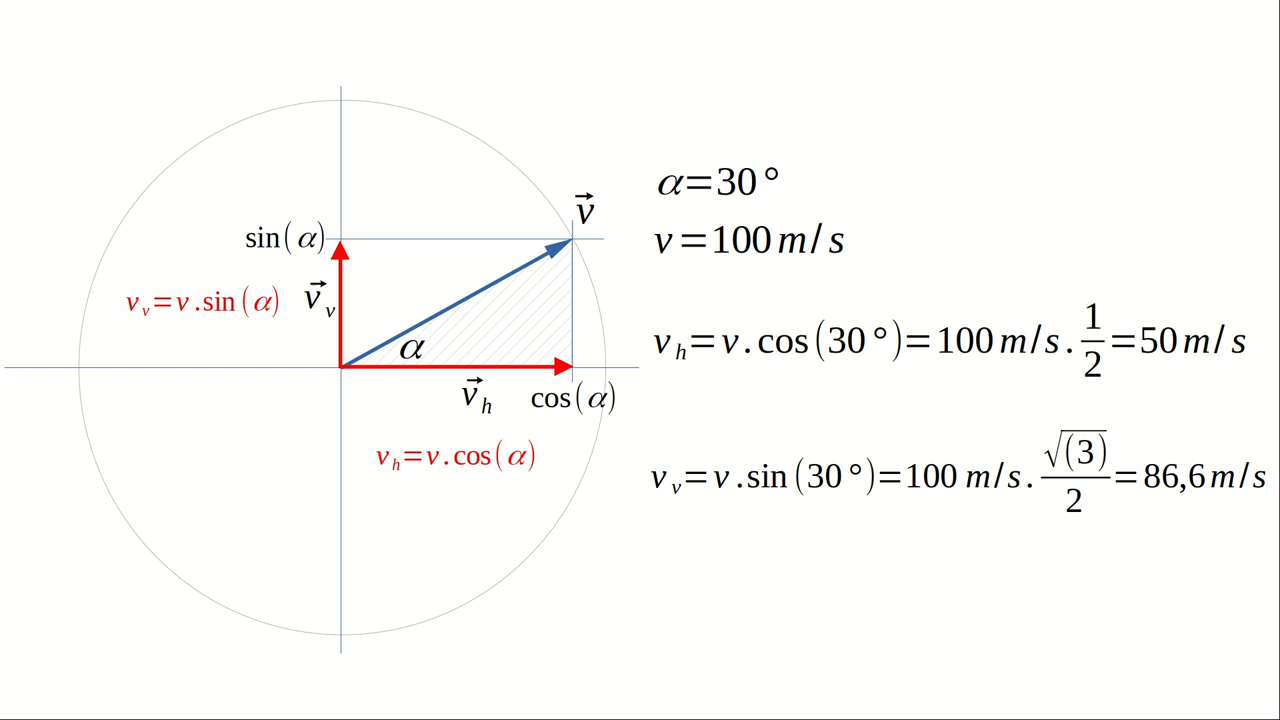 v⃗
sin(α)
v_v=v.sin(α)
v⃗_v
α
v⃗_h
cos(α)
v_h=v.cos(α)
α=30°
v=100 m/s
v_h=v.cos(30°)=100 m/s.1/2=50 m/s
v_v=v.sin(30°)=100 m/s.√(3)/2=86,6 m/s